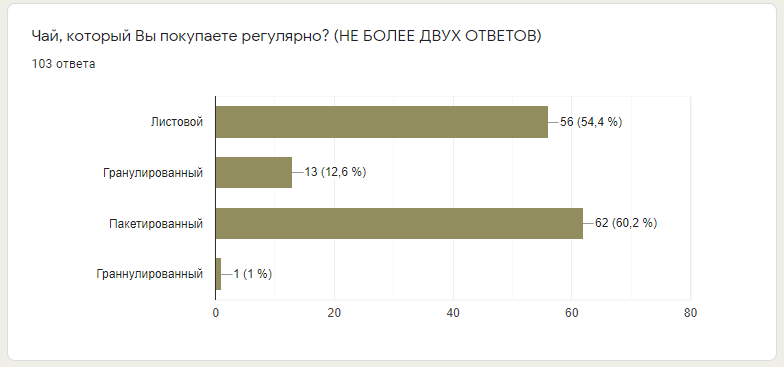 Чай, который Вы покупаете регулярно? (НЕ БОЛЕЕ ДВУХ ОТВЕТОВ)
103 ответа
Листовой 56 (54,4 %)
Гранулированный 13 (12,6 %)
Пакетированный 62 (60,2 %)
Граннулированный 1 (1 %)
0 20 40 60 80